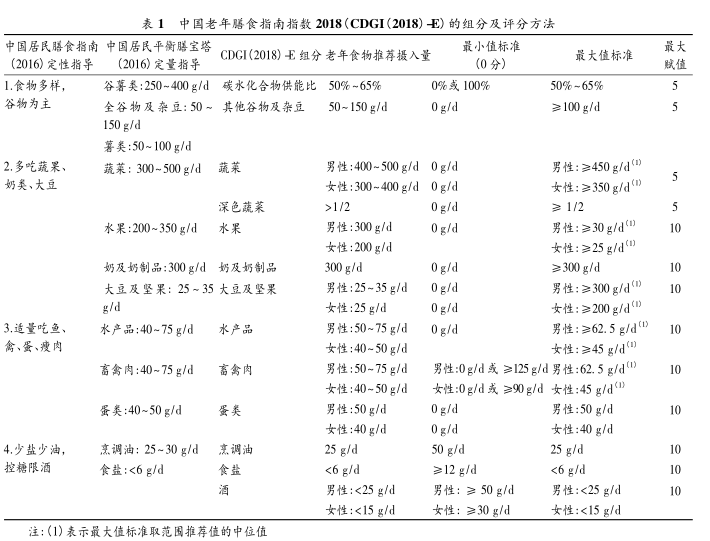 表 1 中国老年膳食指南指数 2018(CDGI(2018)-E)的组分及评分方法
中国居民膳食指南 中国居民平衡膳宝塔 CDGI(2018)-E 组分 老年食物推荐摄入量 最小值标准 最大值标准 最大
(2016)定性指导 (2016)定量指导 (0 分) 赋值
1.食物多样, 谷薯类:250~400 g/d 碳水化合物供能比 50%~65% 0%或 100% 50%~65% 5
谷物为主 全谷物及杂豆:50~ 其他谷物及杂豆 50~150 g/d 0 g/d ≥100 g/d 5
150 g/d
薯类:50~100 g/d
2.多吃蔬果、 蔬菜: 300~500 g/d 蔬菜 男性:400~500 g/d 0 g/d 男性:≥450 g/d(1) 5
奶类、大豆 女性:300~400 g/d 0 g/d 女性:≥350 g/d(1)
深色蔬菜 >1/2 0 g/d ≥ 1/2 5
水果:200~350 g/d 水果 男性:300 g/d 0 g/d 男性:≥30 g/d(1) 10
女性:200 g/d 女性:≥25 g/d(1)
奶及奶制品:300 g/d 奶及奶制品 300 g/d 0 g/d ≥300 g/d 10
大豆及坚果: 25~35 大豆及坚果 男性:25~35 g/d 0 g/d 男性:≥300 g/d(1) 10
g/d 女性:25 g/d 女性:≥200 g/d(1)
3.适量吃鱼、 水产品:40~75 g/d 水产品 男性:50~75 g/d 0 g/d 男性:≥62. 5 g/d(1) 10
禽、蛋、瘦肉 女性:40~50 g/d 女性:≥45 g/d(1)
畜禽肉:40~75 g/d 畜禽肉 男性:50~75 g/d 男性:0 g/d 或 ≥125 g/d 男性:62. 5 g/d(1) 10
女性:40~50 g/d 女性:0 g/d 或 ≥90 g/d 女性:45 g/d(1)
蛋类:40~50 g/d 蛋类 男性:50 g/d 0 g/d 男性:50 g/d 10
女性:40 g/d 0 g/d 女性:40 g/d
4.少盐少油, 烹调油: 25~30 g/d 烹调油 25 g/d 50 g/d 25 g/d 10
控糖限酒 食盐:<6 g/d 食盐 <6 g/d ≥12 g/d <6 g/d 10
酒 男性:<25 g/d 男性: ≥ 50 g/d 男性:<25 g/d 10
女性:<15 g/d 女性: ≥30 g/d 女性:<15 g/d
注:(1)表示最大值标准取范围推荐值的中位值